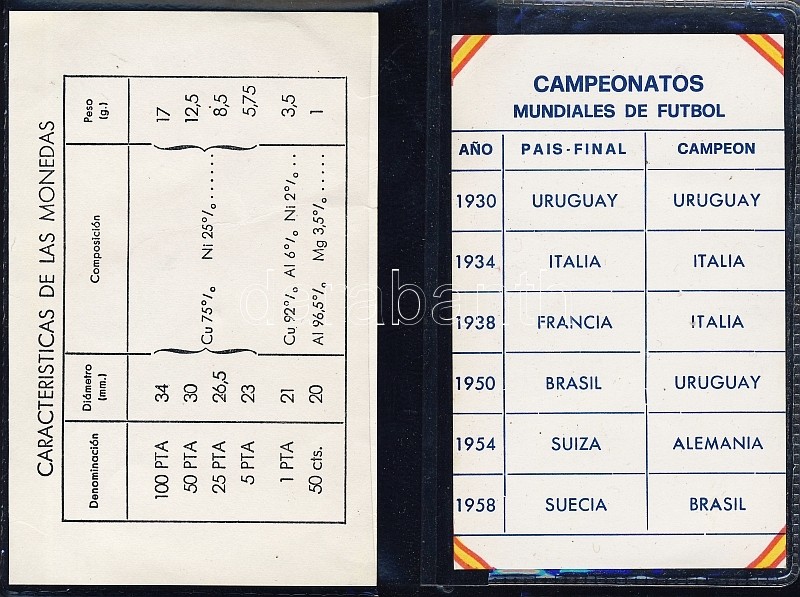 CARACTERISTICAS DE LAS MONEDAS
Denominación Diámetro (mm.) Composición Peso (g.)
100 PTA 34 17
50 PTA 30 12,5
25 PTA 26,5 Cu 75% Ni 25% ...... 8,5
5 PTA 23 5,75
1 PTA 21 Cu 92% Al 6% Ni 2% ... 3,5
50 cts. 20 Al 96,5% Mg 3,5% ...... 1
CAMPEONATOS
MUNDIALES DE FUTBOL
AÑO PAIS-FINAL CAMPEON
1930 URUGUAY URUGUAY
1934 ITALIA ITALIA
1938 FRANCIA ITALIA
1950 BRASIL URUGUAY
1954 SUIZA ALEMANIA
1958 SUECIA BRASIL
darabanth